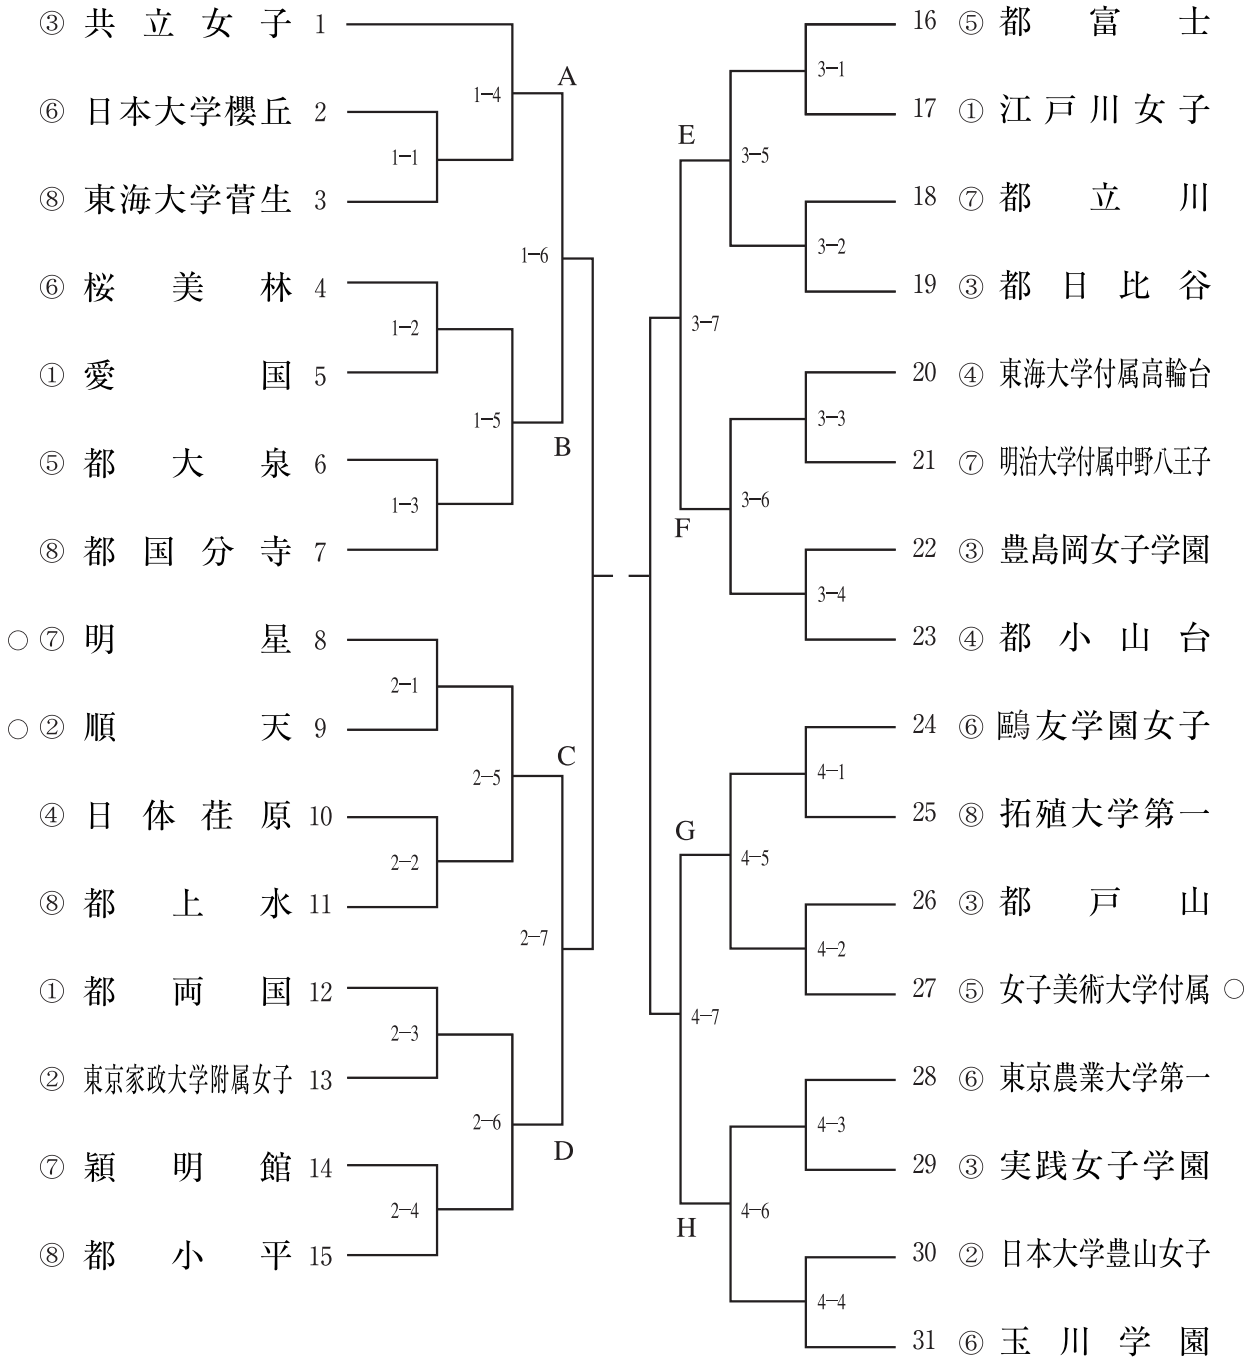 ③ 共立女子 1
⑥ 日本大学櫻丘 2
⑧ 東海大学菅生 3
⑥ 桜美林 4
① 愛国 5
⑤ 都大泉 6
⑧ 都国分寺 7
○ ⑦ 明星 8
○ ② 順天 9
④ 日体荏原 10
⑧ 都上水 11
① 都両国 12
② 東京家政大学附属女子 13
⑦ 穎明館 14
⑧ 都小平 15
1-4
1-1
1-2
1-5
1-3
2-1
2-5
2-2
2-3
2-6
2-4
A
1-6
B
C
2-7
D
E
3-7
F
G
4-7
H
3-1
3-5
3-2
3-3
3-6
3-4
4-1
4-5
4-2
4-3
4-6
4-4
16 ⑤ 都富士
17 ① 江戸川女子
18 ⑦ 都立川
19 ③ 都日比谷
20 ④ 東海大学付属高輪台
21 ⑦ 明治大学付属中野八王子
22 ③ 豊島岡女子学園
23 ④ 都小山台
24 ⑥ 鷗友学園女子
25 ⑧ 拓殖大学第一
26 ③ 都戸山
27 ⑤ 女子美術大学付属 ○
28 ⑥ 東京農業大学第一
29 ③ 実践女子学園
30 ② 日本大学豊山女子
31 ⑥ 玉川学園